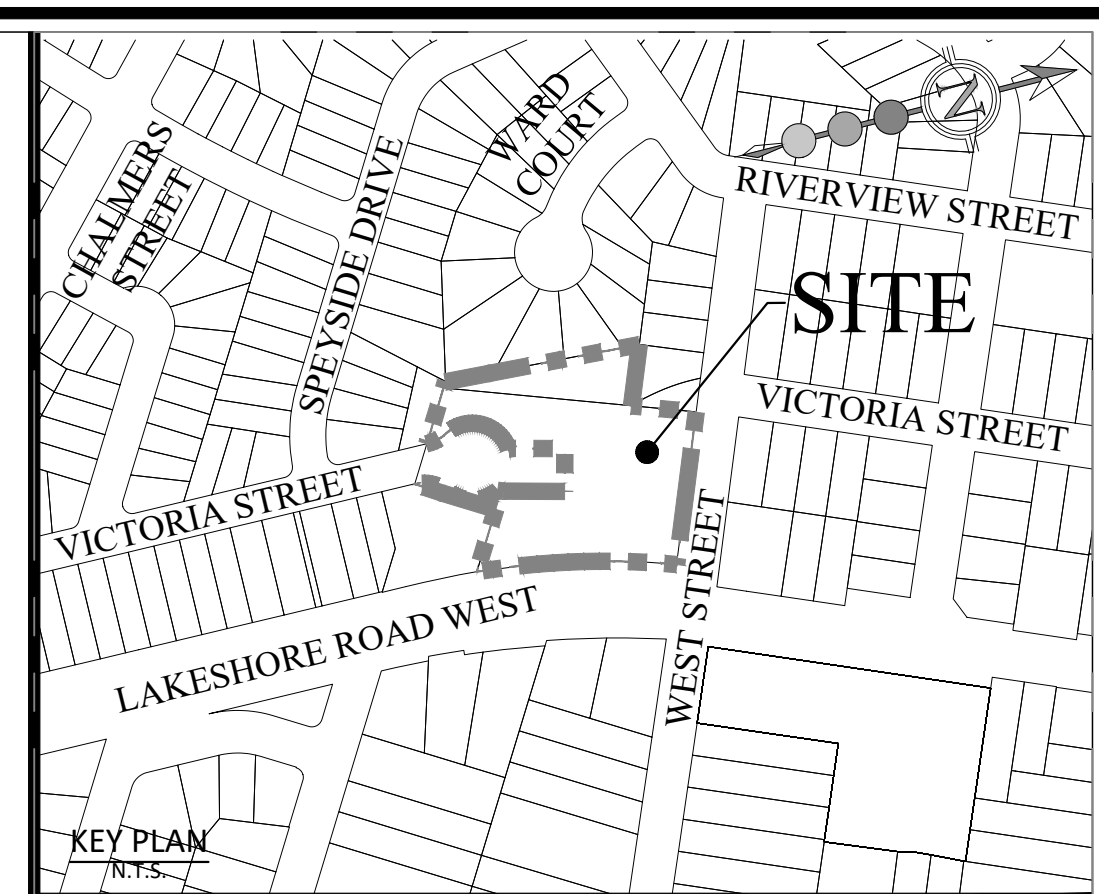 WARD
COURT
N
CHALMERS
STREET
SPEYSIDE DRIVE
RIVERVIEW STREET
SITE
VICTORIA STREET
VICTORIA STREET
WEST STREET
LAKESHORE ROAD WEST
KEY PLAN
N.T.S.